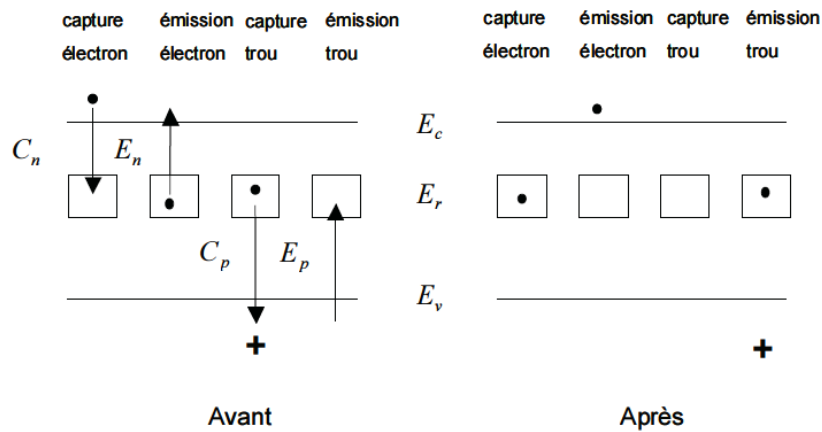 capture émission capture émission
électron électron trou trou
capture émission capture émission
électron électron trou trou
E_c
C_n E_n
E_r
C_p E_p
E_v
+
+
Avant
Après